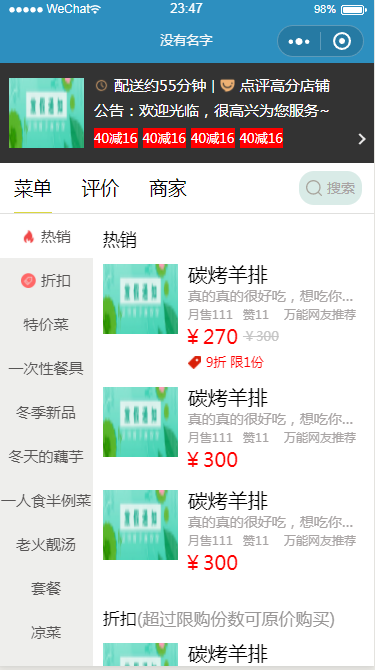 WeChat 23:47 98%
没有名字
配送约55分钟 | 点评高分店铺
公告：欢迎光临，很高兴为您服务~
40减16 40减16 40减16 40减16
菜单 评价 商家 搜索
热销
折扣
特价菜
一次性餐具
冬季新品
冬天的藕芋
一人食半例菜
老火靓汤
套餐
凉菜
热销
碳烤羊排
真的真的很好吃，想吃你...
月售111 赞11 万能网友推荐
¥ 270 ¥300
9折 限1份
碳烤羊排
真的真的很好吃，想吃你...
月售111 赞11 万能网友推荐
¥ 300
碳烤羊排
真的真的很好吃，想吃你...
月售111 赞11 万能网友推荐
¥ 300
折扣(超过限购份数可原价购买)
碳烤羊排